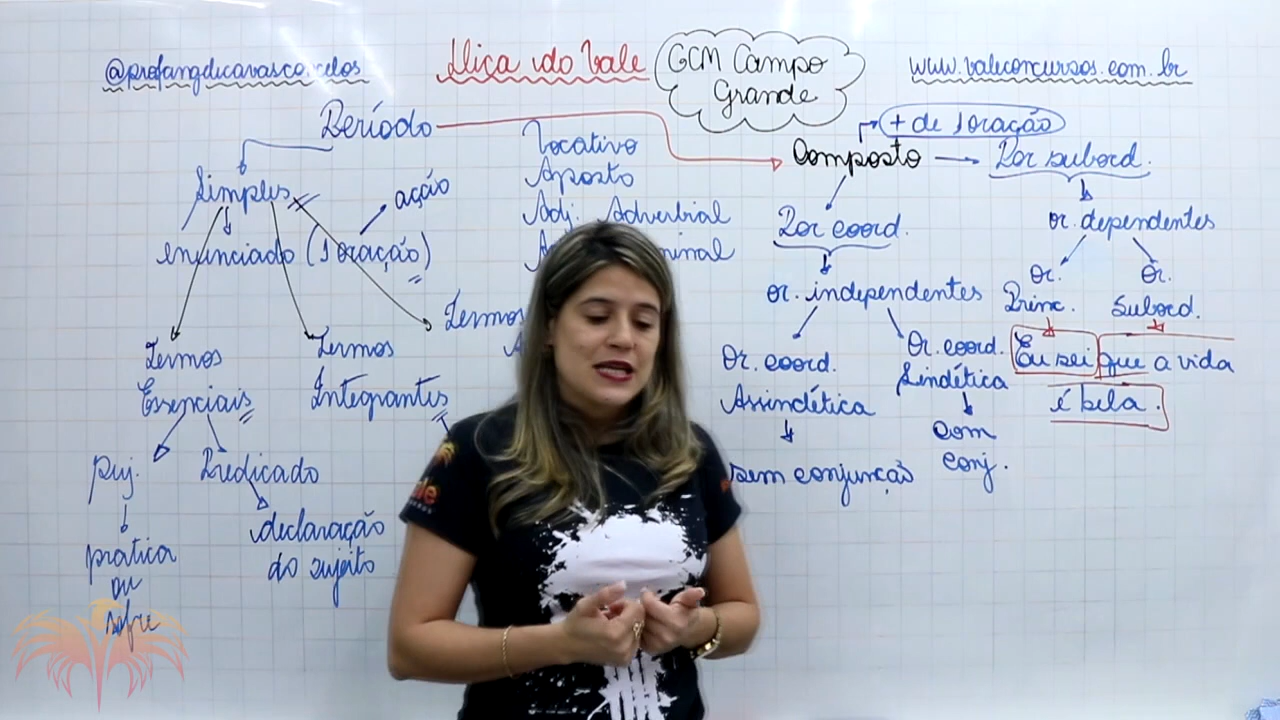 @profangelicavasconcelos
Dica do Vale
GCM Campo
Grande
www.valeconcursos.com.br
Período
Simples
enunciado (1 oração)
ação
Termos
Essenciais
Suj.
pratica
ou
sofre
Predicado
declaração
do sujeito
Termos
Integrantes
Termos
Vocativo
Aposto
Adj. Adverbial
Composto
+ de 1 oração
Por coord.
or. independentes
Or. coord.
Assindética
sem conjunção
Or. coord.
Sindética
com
conj.
Por subord.
or. dependentes
Or.
Princ.
Or.
Subord.
Eu sei que a vida
é bela.